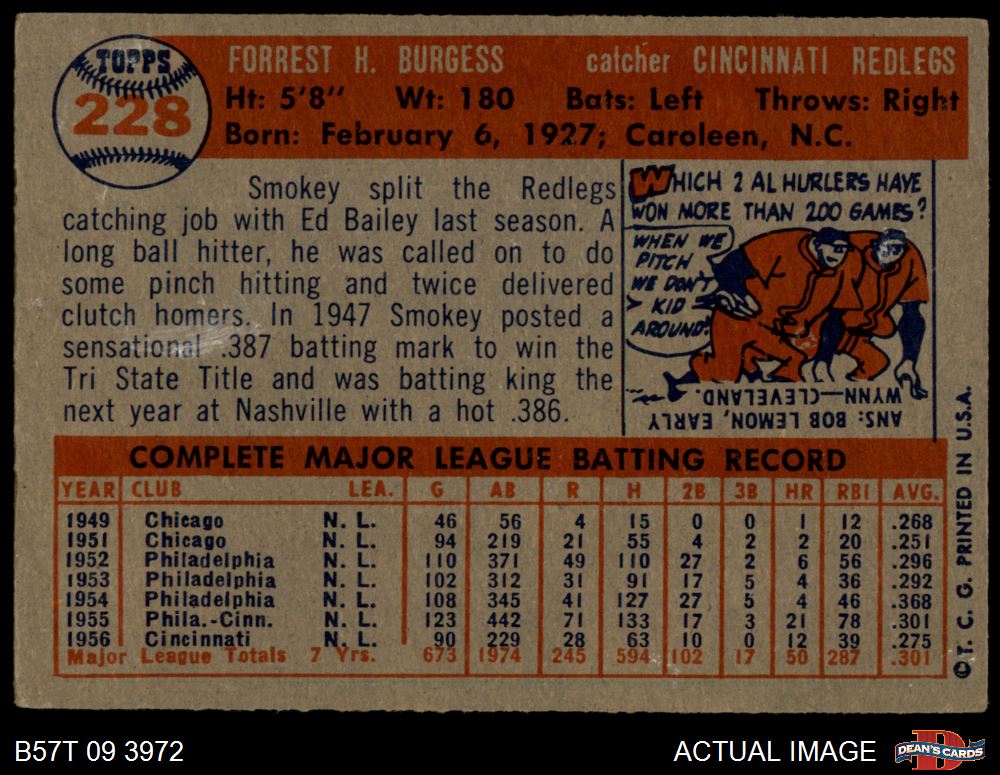 TOPPS
228
FORREST H. BURGESS catcher CINCINNATI REDLEGS
Ht: 5'8" Wt: 180 Bats: Left Throws: Right
Born: February 6, 1927; Caroleen, N.C.
Smokey split the Redlegs
catching job with Ed Bailey last season. A
long ball hitter, he was called on to do
some pinch hitting and twice delivered
clutch homers. In 1947 Smokey posted a
sensational .387 batting mark to win the
Tri State Title and was batting king the
next year at Nashville with a hot .386.
WHICH 2 AL HURLERS HAVE
WON MORE THAN 200 GAMES?
WHEN WE
PITCH
WE DON'T
KID
AROUND!
ANS: BOB LEMON, EARLY
WYNN—CLEVELAND.
COMPLETE MAJOR LEAGUE BATTING RECORD
YEAR CLUB LEA. G AB R H 2B 3B HR RBI AVG.
1949 Chicago N. L. 46 56 4 15 0 0 1 12 .268
1951 Chicago N. L. 94 219 21 55 4 2 2 20 .251
1952 Philadelphia N. L. 110 371 49 110 27 2 6 56 .296
1953 Philadelphia N. L. 102 312 31 91 17 5 4 36 .292
1954 Philadelphia N. L. 108 345 41 127 27 5 4 46 .368
1955 Phila.-Cinn. N. L. 123 442 71 133 17 3 21 78 .301
1956 Cincinnati N. L. 90 229 28 63 10 0 12 39 .275
Major League Totals 7 Yrs. 673 1974 245 594 102 17 50 287 .301
©T. C. G. PRINTED IN U.S.A.
B57T 09 3972
ACTUAL IMAGE
D
DEAN'S CARDS